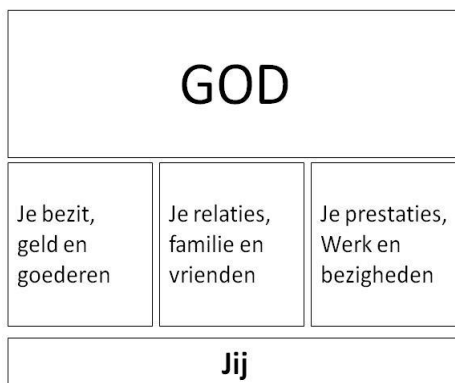 GOD
Je bezit,
geld en
goederen
Je relaties,
familie en
vrienden
Je prestaties,
Werk en
bezigheden
Jij